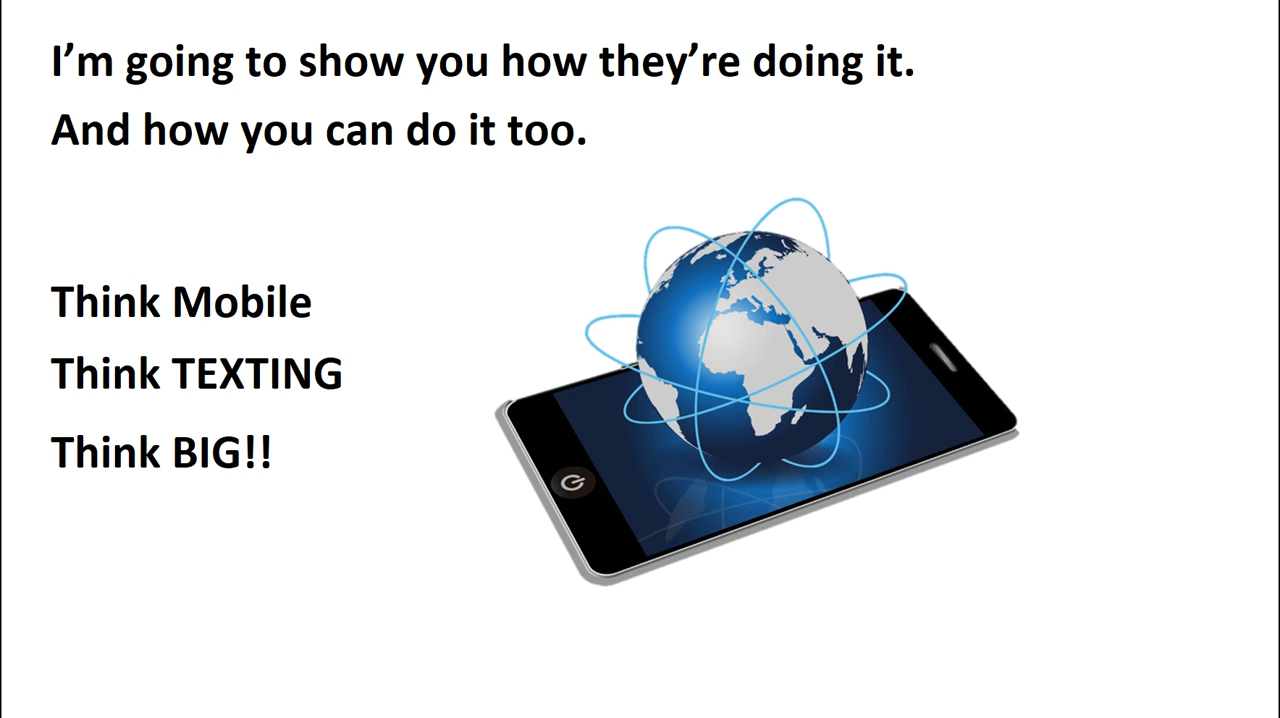 I’m going to show you how they’re doing it.
And how you can do it too.
Think Mobile
Think TEXTING
Think BIG!!